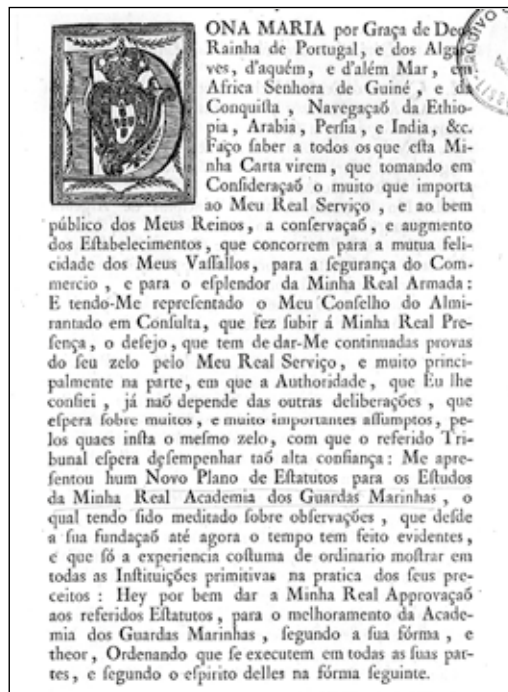 DONA MARIA por Graça de Deos
Rainha de Portugal, e dos Algar-
ves, d'aquém, e d'além Mar, em
Africa Senhora de Guiné, e da
Conquiſta, Navegaçaõ da Ethio-
pia, Arabia, Perſia, e India, &c.
Faço ſaber a todos os que eſta Mi-
nha Carta virem, que tomando em
Conſideraçaõ o muito que importa
ao Meu Real Serviço, e ao bem
público dos Meus Reinos, a conſervaçaõ, e augmento
dos Eſtabelecimentos, que concorrem para a mutua feli-
cidade dos Meus Vaſſallos, para a ſegurança do Com-
mercio, e para o eſplendor da Minha Real Armada:
E tendo-Me repreſentado o Meu Conſelho do Almi-
rantado em Conſulta, que fez ſubir á Minha Real Pre-
ſença, o deſejo, que tem de dar-Me continuadas provas
do ſeu zelo pelo Meu Real Serviço, e muito princi-
palmente na parte, em que a Authoridade, que Eu lhe
confiei, já naõ depende das outras deliberações, que
eſpera ſobre muitos, e muito importantes aſſumptos, pe-
los quaes inſta o meſmo zelo, com que o referido Tri-
bunal eſpera deſempenhar taõ alta confiança: Me apre-
ſentou hum Novo Plano de Eſtatutos para os Eſtudos
da Minha Real Academia dos Guardas Marinhas, o
qual tendo ſido meditado ſobre obſervações, que deſde
a ſua fundaçaõ até agora o tempo tem feito evidentes,
e que ſó a experiencia coſtuma de ordinario moſtrar em
todas as Inſtituições primitivas na pratica dos ſeus pre-
ceitos: Hey por bem dar a Minha Real Approvaçaõ
aos referidos Eſtatutos, para o melhoramento da Acade-
mia dos Guardas Marinhas, ſegundo a ſua fórma, e
theor, Ordenando que ſe executem em todas as ſuas par-
tes, e ſegundo o eſpirito delles na fórma ſeguinte.